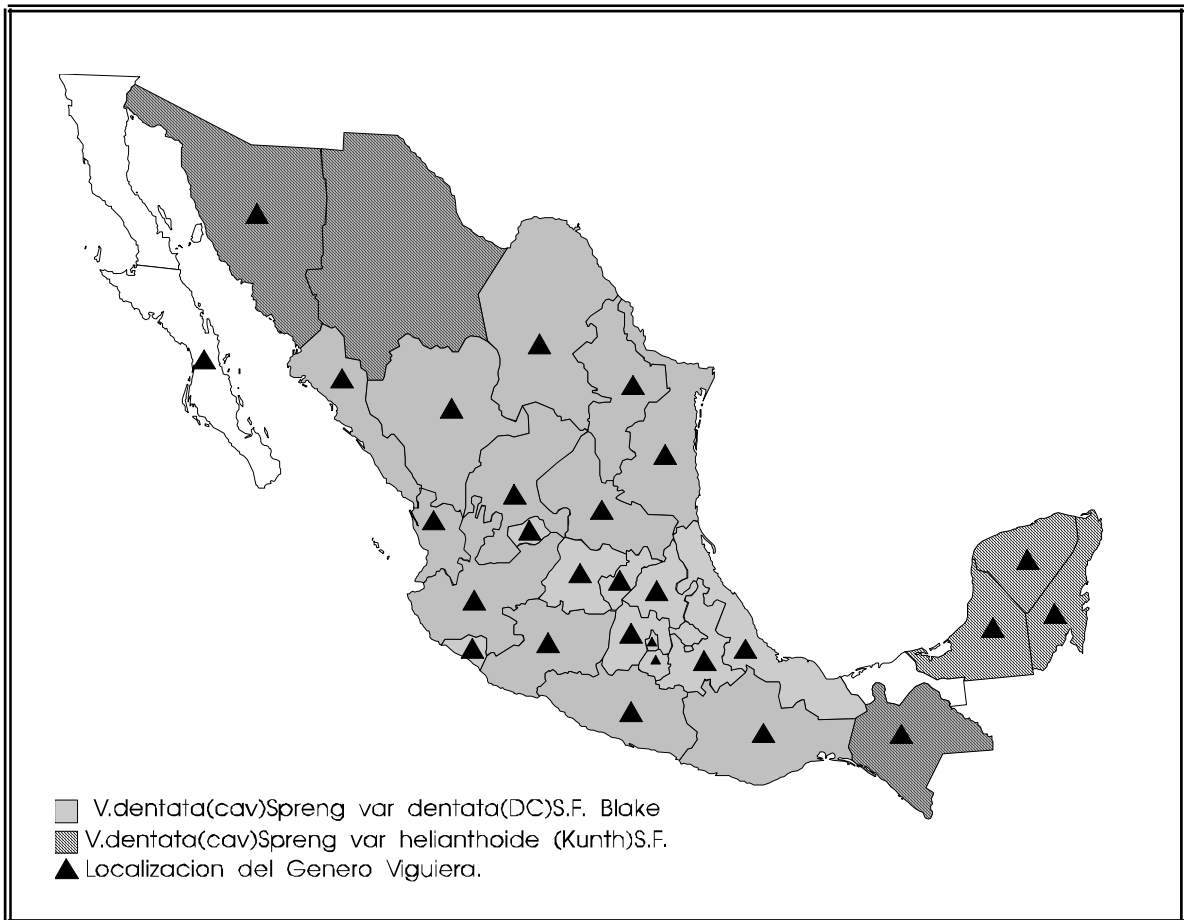 V.dentata(cav)Spreng var dentata(DC)S.F. Blake
V.dentata(cav)Spreng var helianthoide (Kunth)S.F.
Localizacion del Genero Viguiera.